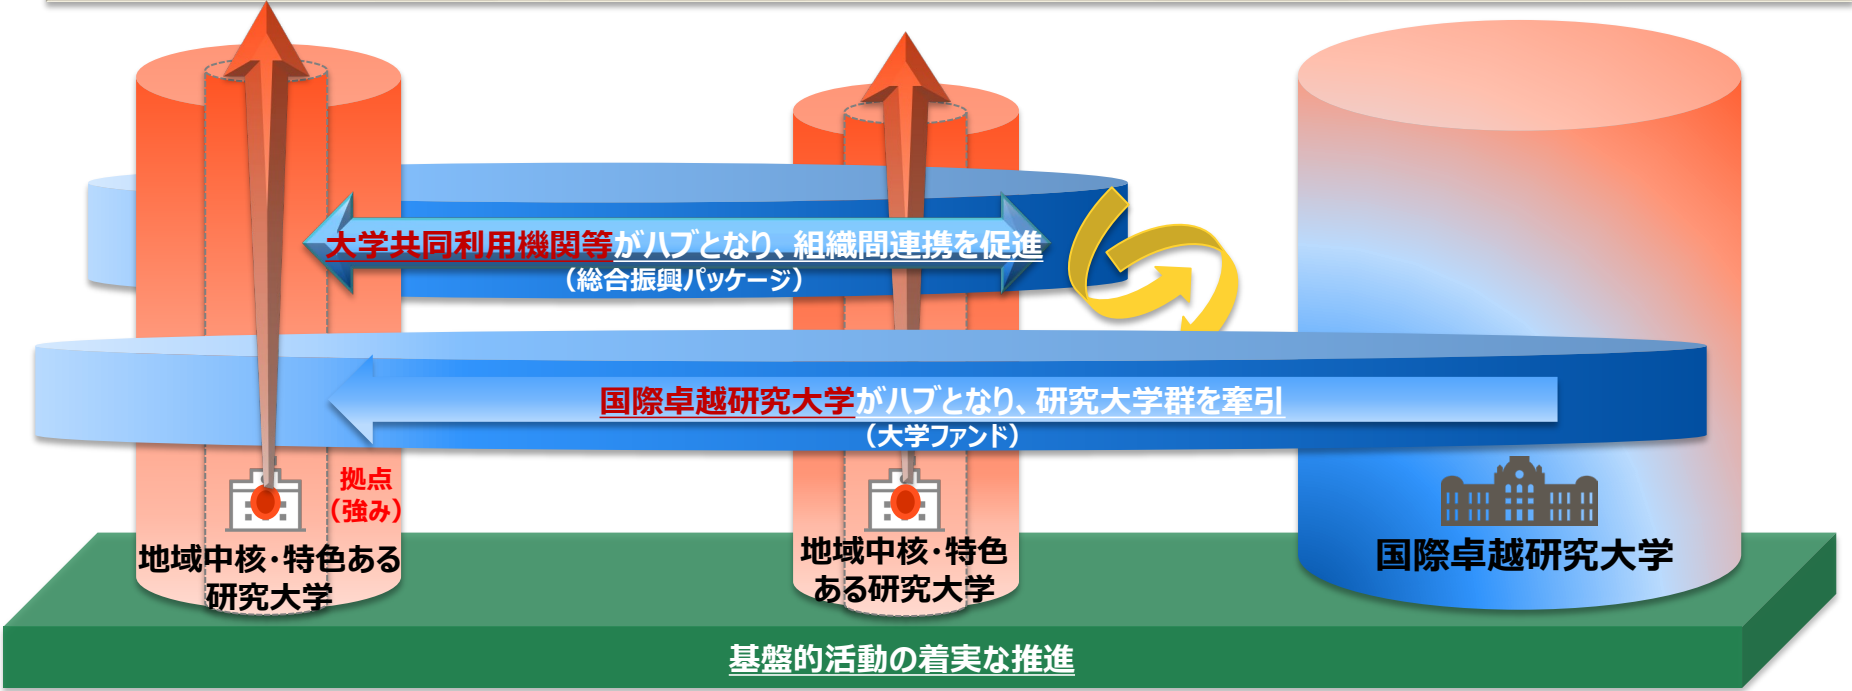 大学共同利用機関等がハブとなり、組織間連携を促進
（総合振興パッケージ）
国際卓越研究大学がハブとなり、研究大学群を牽引
（大学ファンド）
拠点
（強み）
地域中核・特色ある
研究大学
地域中核・特色
ある研究大学
国際卓越研究大学
基盤的活動の着実な推進